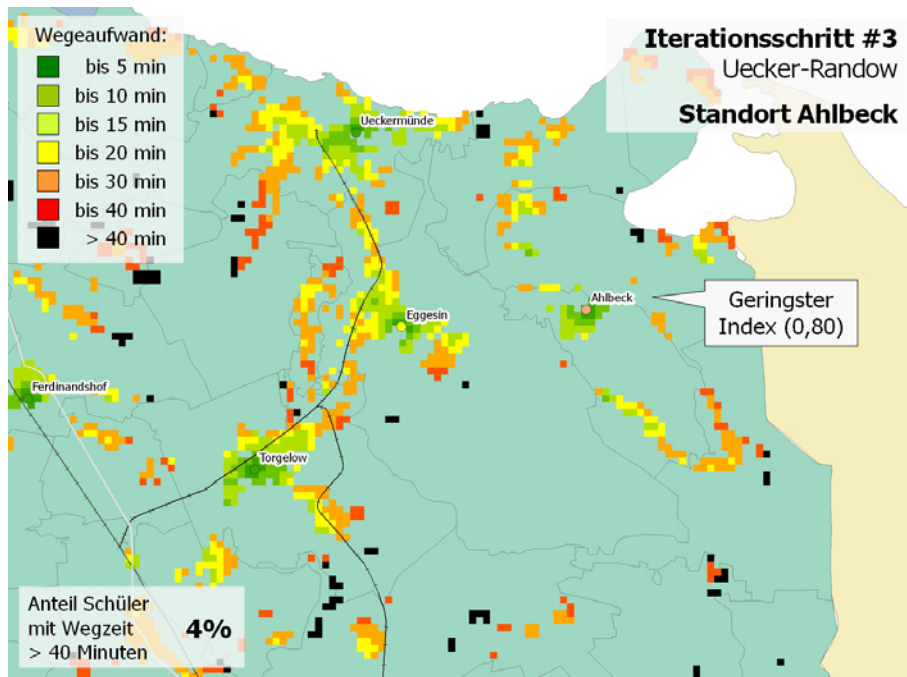 Wegeaufwand:
bis 5 min
bis 10 min
bis 15 min
bis 20 min
bis 30 min
bis 40 min
> 40 min
Iterationsschritt #3
Uecker-Randow
Standort Ahlbeck
Ueckermünde
Ahlbeck
Geringster
Index (0,80)
Eggesin
Ferdinandshof
Torgelow
Anteil Schüler
mit Wegzeit
> 40 Minuten
4%